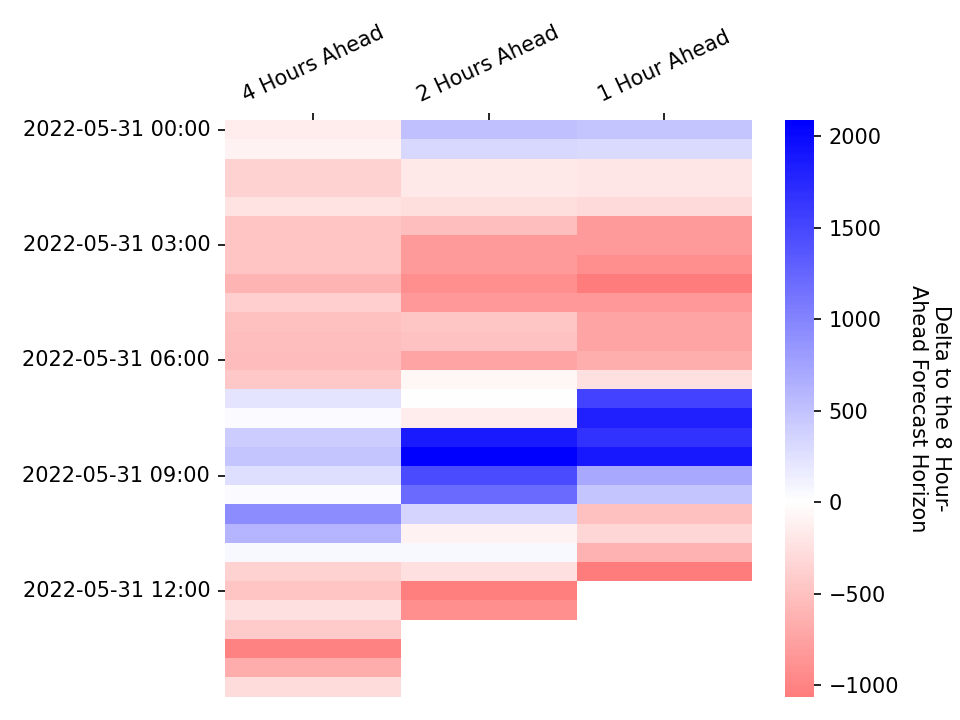 4 Hours Ahead
2 Hours Ahead
1 Hour Ahead
2022-05-31 00:00
2022-05-31 03:00
2022-05-31 06:00
2022-05-31 09:00
2022-05-31 12:00
2000
1500
1000
500
0
−500
−1000
Delta to the 8 Hour-
Ahead Forecast Horizon